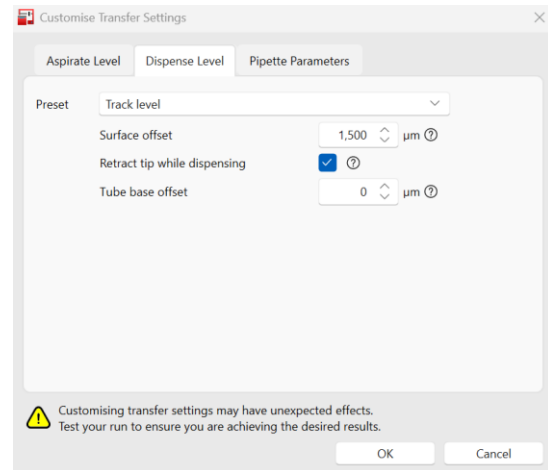 Customise Transfer Settings
Aspirate Level Dispense Level Pipette Parameters
Preset Track level
Surface offset 1,500 µm
Retract tip while dispensing
Tube base offset 0 µm
Customising transfer settings may have unexpected effects.
Test your run to ensure you are achieving the desired results.
OK Cancel